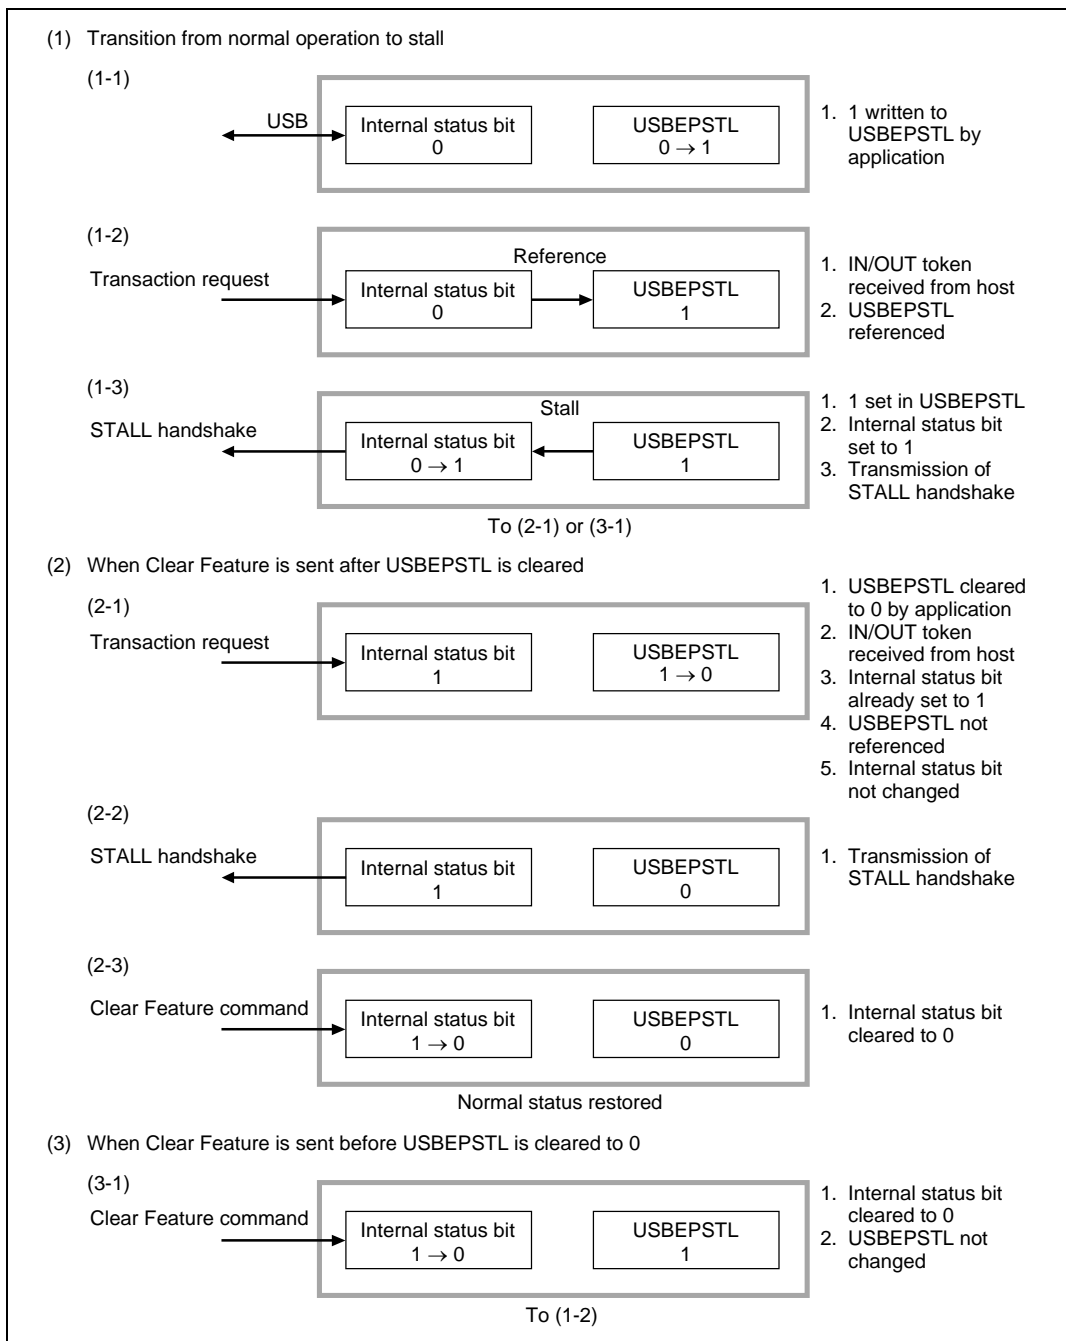 (1) Transition from normal operation to stall
(1-1)
USB
Internal status bit
0
USBEPSTL
0 → 1
1. 1 written to
USBEPSTL by
application
(1-2)
Transaction request
Reference
Internal status bit
0
USBEPSTL
1
1. IN/OUT token
received from host
2. USBEPSTL
referenced
(1-3)
STALL handshake
Stall
Internal status bit
0 → 1
USBEPSTL
1
1. 1 set in USBEPSTL
2. Internal status bit
set to 1
3. Transmission of
STALL handshake
To (2-1) or (3-1)
(2) When Clear Feature is sent after USBEPSTL is cleared
(2-1)
Transaction request
Internal status bit
1
USBEPSTL
1 → 0
1. USBEPSTL cleared
to 0 by application
2. IN/OUT token
received from host
3. Internal status bit
already set to 1
4. USBEPSTL not
referenced
5. Internal status bit
not changed
(2-2)
STALL handshake
Internal status bit
1
USBEPSTL
0
1. Transmission of
STALL handshake
(2-3)
Clear Feature command
Internal status bit
1 → 0
USBEPSTL
0
1. Internal status bit
cleared to 0
Normal status restored
(3) When Clear Feature is sent before USBEPSTL is cleared to 0
(3-1)
Clear Feature command
Internal status bit
1 → 0
USBEPSTL
1
1. Internal status bit
cleared to 0
2. USBEPSTL not
changed
To (1-2)